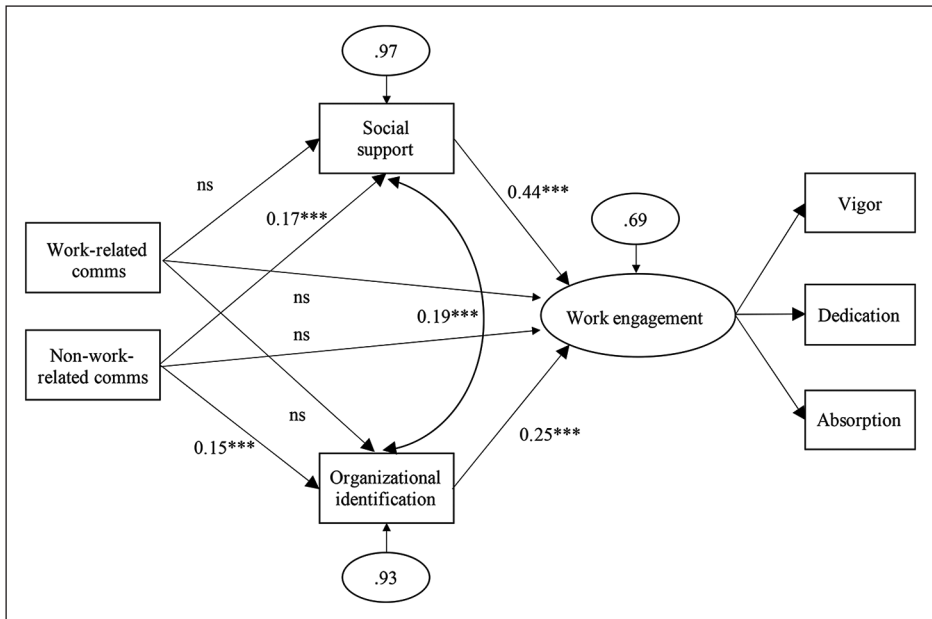 .97
Social
support
ns
0.17***
0.44***
.69
Vigor
Work-related
comms
ns
0.19***
Work engagement
Dedication
ns
Non-work-
related comms
ns
0.15***
0.25***
Absorption
Organizational
identification
.93